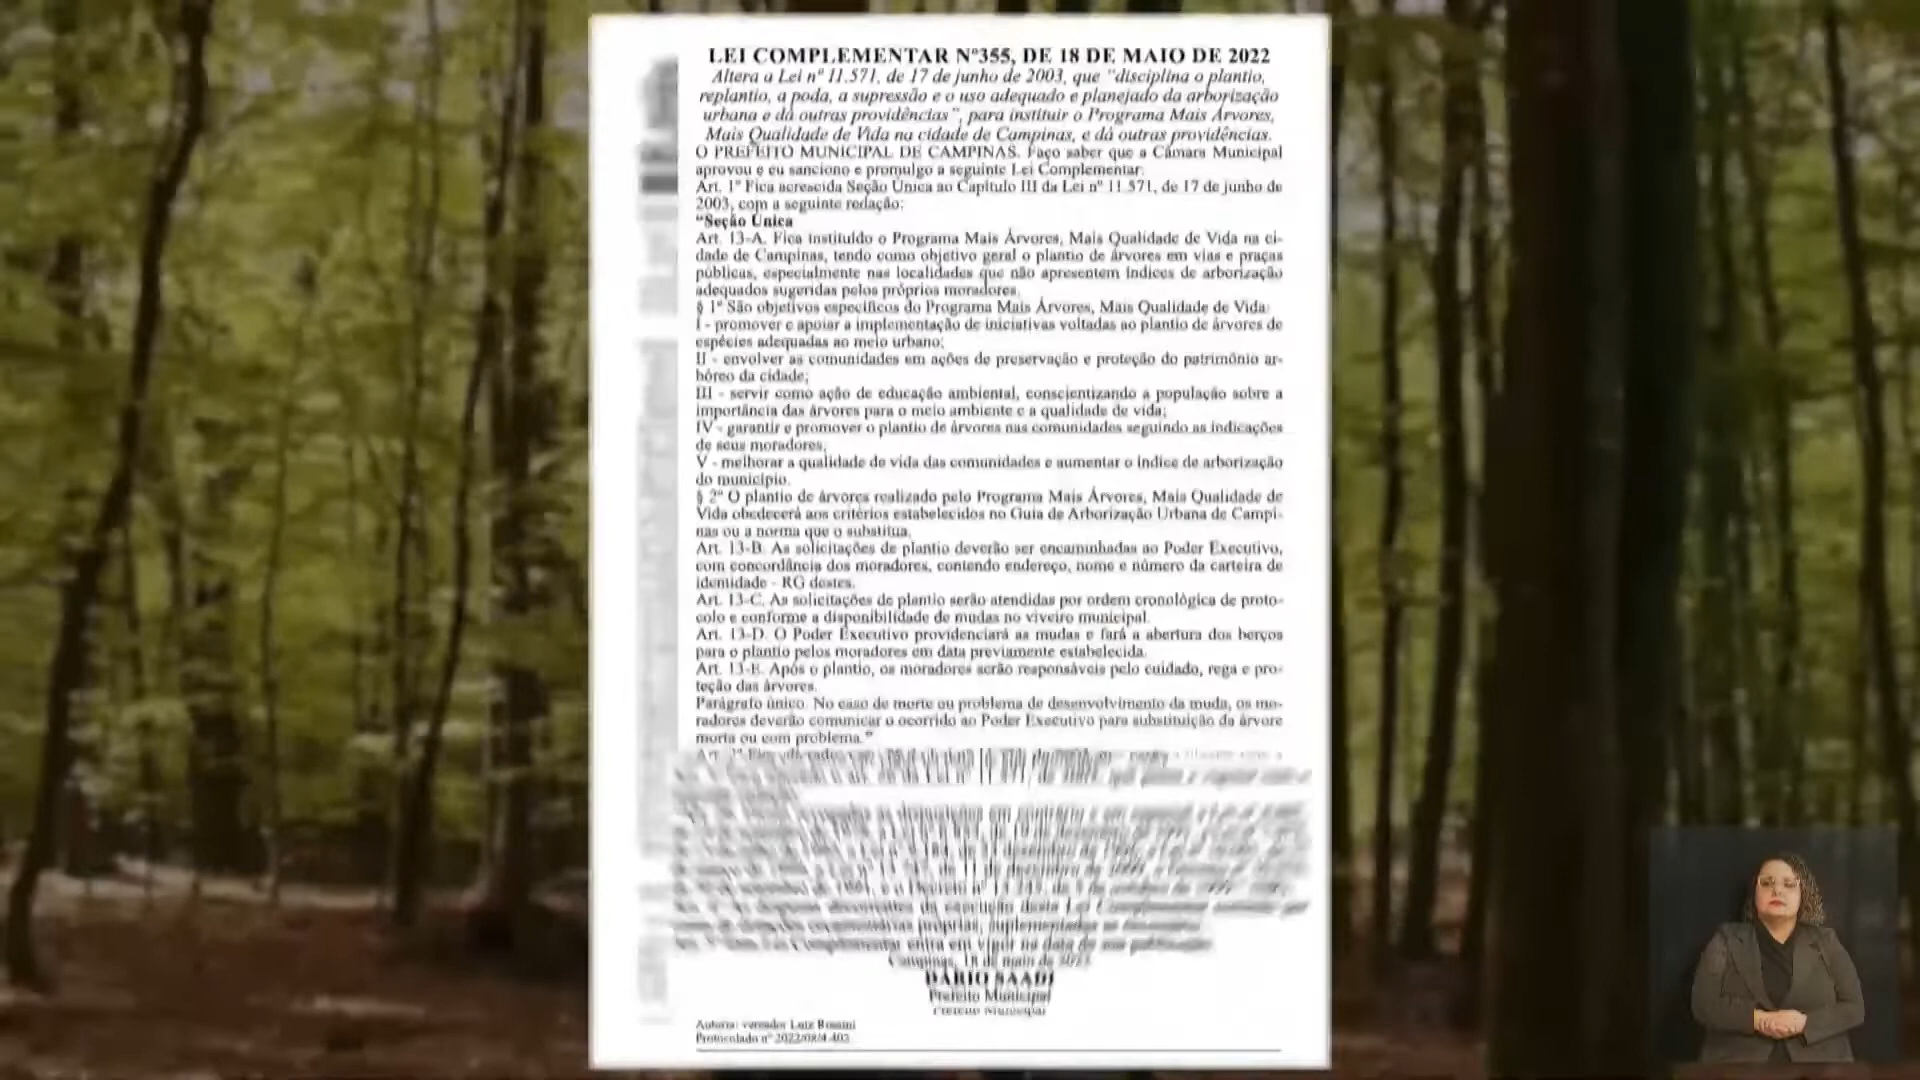 LEI COMPLEMENTAR Nº355, DE 18 DE MAIO DE 2022
Altera a Lei nº 11.571, de 17 de junho de 2003, que "disciplina o plantio,
replantio, a poda, a supressão e o uso adequado e planejado da arborização
urbana e dá outras providências", para instituir o Programa Mais Árvores,
Mais Qualidade de Vida na cidade de Campinas, e dá outras providências.
O PREFEITO MUNICIPAL DE CAMPINAS. Faço saber que a Câmara Municipal
aprovou e eu sanciono e promulgo a seguinte Lei Complementar:
Art. 1º Fica acrescida Seção Única ao Capítulo III da Lei nº 11.571, de 17 de junho de
2003, com a seguinte redação:
"Seção Única
Art. 13-A. Fica instituído o Programa Mais Árvores, Mais Qualidade de Vida na ci-
dade de Campinas, tendo como objetivo geral o plantio de árvores em vias e praças
públicas, especialmente nas localidades que não apresentem índices de arborização
adequados sugeridas pelos próprios moradores.
§ 1º São objetivos específicos do Programa Mais Árvores, Mais Qualidade de Vida:
I - promover e apoiar a implementação de iniciativas voltadas ao plantio de árvores de
espécies adequadas ao meio urbano;
II - envolver as comunidades em ações de preservação e proteção do patrimônio ar-
bóreo da cidade;
III - servir como ação de educação ambiental, conscientizando a população sobre a
importância das árvores para o meio ambiente e a qualidade de vida;
IV - garantir e promover o plantio de árvores nas comunidades seguindo as indicações
de seus moradores;
V - melhorar a qualidade de vida das comunidades e aumentar o índice de arborização
do município.
§ 2º O plantio de árvores realizado pelo Programa Mais Árvores, Mais Qualidade de
Vida obedecerá aos critérios estabelecidos no Guia de Arborização Urbana de Campi-
nas ou a norma que o substitua.
Art. 13-B. As solicitações de plantio deverão ser encaminhadas ao Poder Executivo,
com concordância dos moradores, contendo endereço, nome e número da carteira de
identidade - RG destes.
Art. 13-C. As solicitações de plantio serão atendidas por ordem cronológica de proto-
colo e conforme a disponibilidade de mudas no viveiro municipal.
Art. 13-D. O Poder Executivo providenciará as mudas e fará a abertura dos berços
para o plantio pelos moradores em data previamente estabelecida.
Art. 13-E. Após o plantio, os moradores serão responsáveis pelo cuidado, rega e pro-
teção das árvores.
Parágrafo único. No caso de morte ou problema de desenvolvimento da muda, os mo-
radores deverão comunicar o ocorrido ao Poder Executivo para substituição da árvore
morta ou com problema."
Lei Complementar entra em vigor na data de sua publicação
Campinas, 18 de maio de
DÁRIO SAADI
Prefeito Municipal
Autoria: vereador Luiz Rossini
Protocolado nº